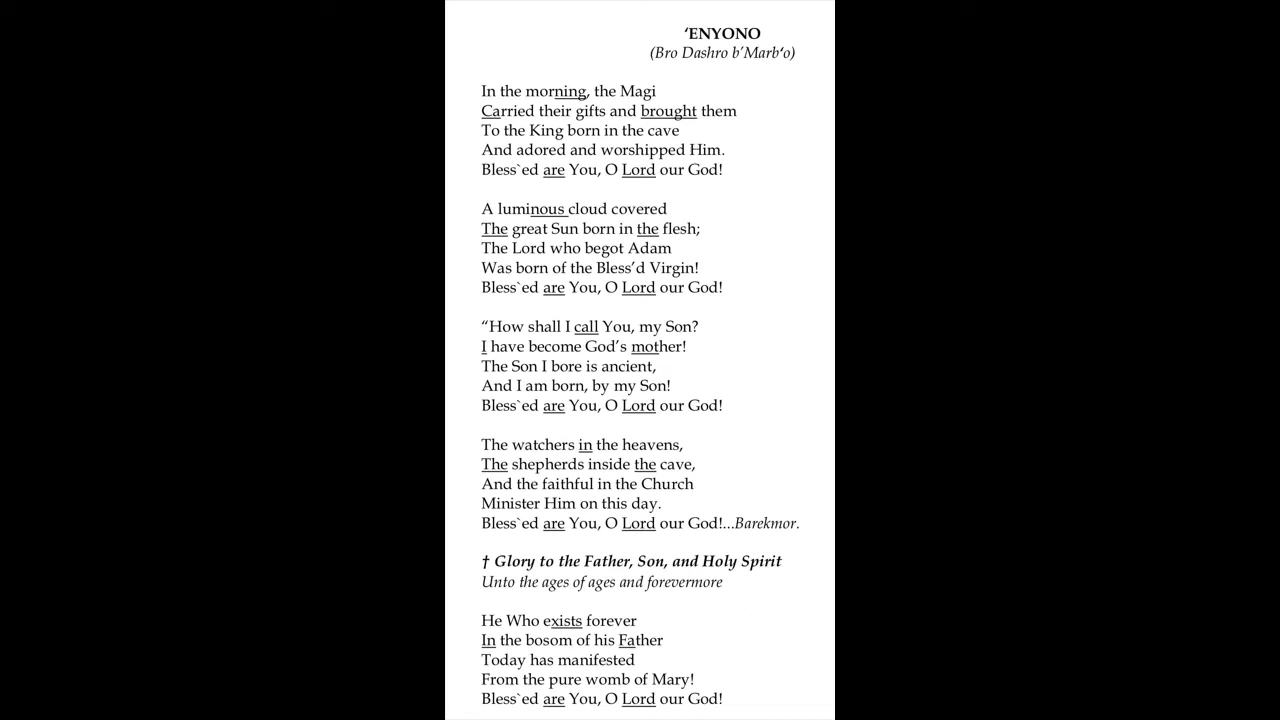 ‘ENYONO
(Bro Dashro b’Marb‘o)
In the morning, the Magi
Carried their gifts and brought them
To the King born in the cave
And adored and worshipped Him.
Bless`ed are You, O Lord our God!
A luminous cloud covered
The great Sun born in the flesh;
The Lord who begot Adam
Was born of the Bless’d Virgin!
Bless`ed are You, O Lord our God!
“How shall I call You, my Son?
I have become God’s mother!
The Son I bore is ancient,
And I am born, by my Son!
Bless`ed are You, O Lord our God!
The watchers in the heavens,
The shepherds inside the cave,
And the faithful in the Church
Minister Him on this day.
Bless`ed are You, O Lord our God!...Barekmor.
† Glory to the Father, Son, and Holy Spirit
Unto the ages of ages and forevermore
He Who exists forever
In the bosom of his Father
Today has manifested
From the pure womb of Mary!
Bless`ed are You, O Lord our God!